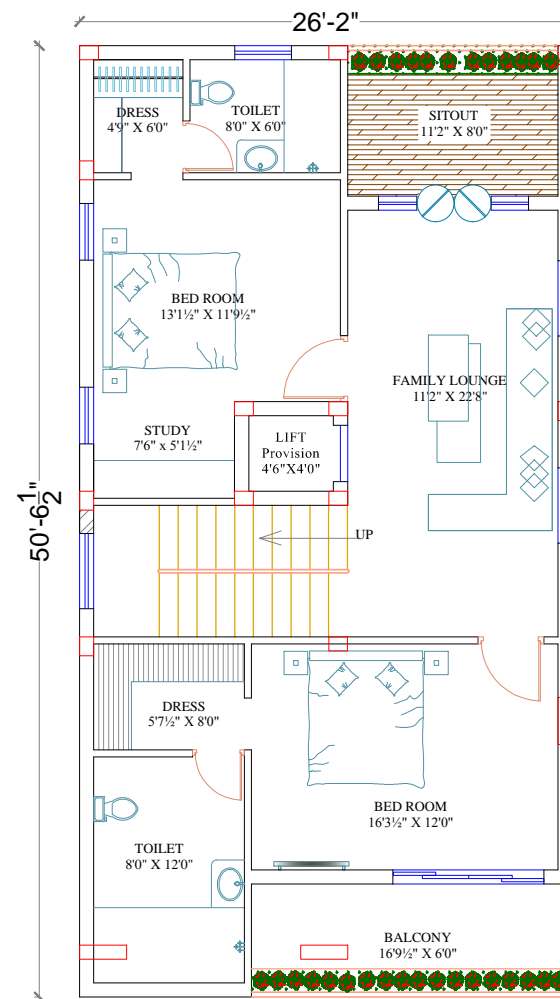 26'-2"
DRESS
4'9" X 6'0"
TOILET
8'0" X 6'0"
SITOUT
11'2" X 8'0"
BED ROOM
13'1½" X 11'9½"
FAMILY LOUNGE
11'2" X 22'8"
STUDY
7'6" x 5'1½"
LIFT
Provision
4'6"X4'0"
50'-6½"
UP
DRESS
5'7½" X 8'0"
BED ROOM
16'3½" X 12'0"
TOILET
8'0" X 12'0"
BALCONY
16'9½" X 6'0"